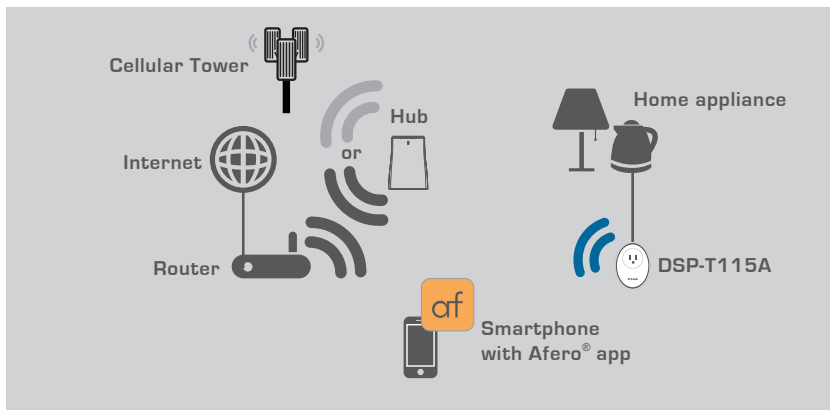 Cellular Tower
Hub
Home appliance
or
Internet
Router
DSP-T115A
af
Smartphone
with Afero® app